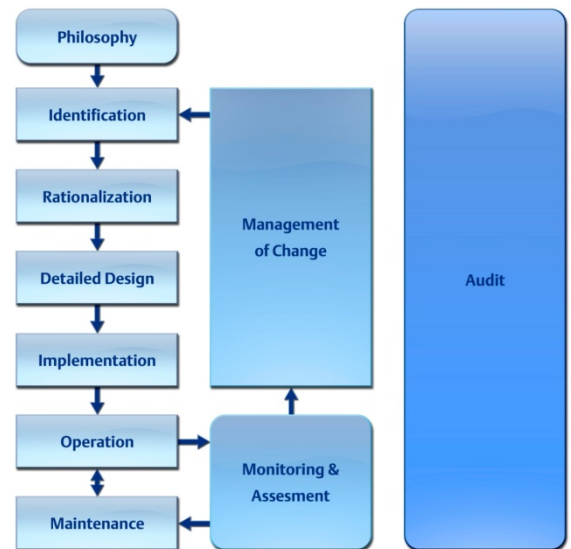 Philosophy
Identification
Rationalization
Detailed Design
Implementation
Operation
Maintenance
Management
of Change
Monitoring &
Assesment
Audit